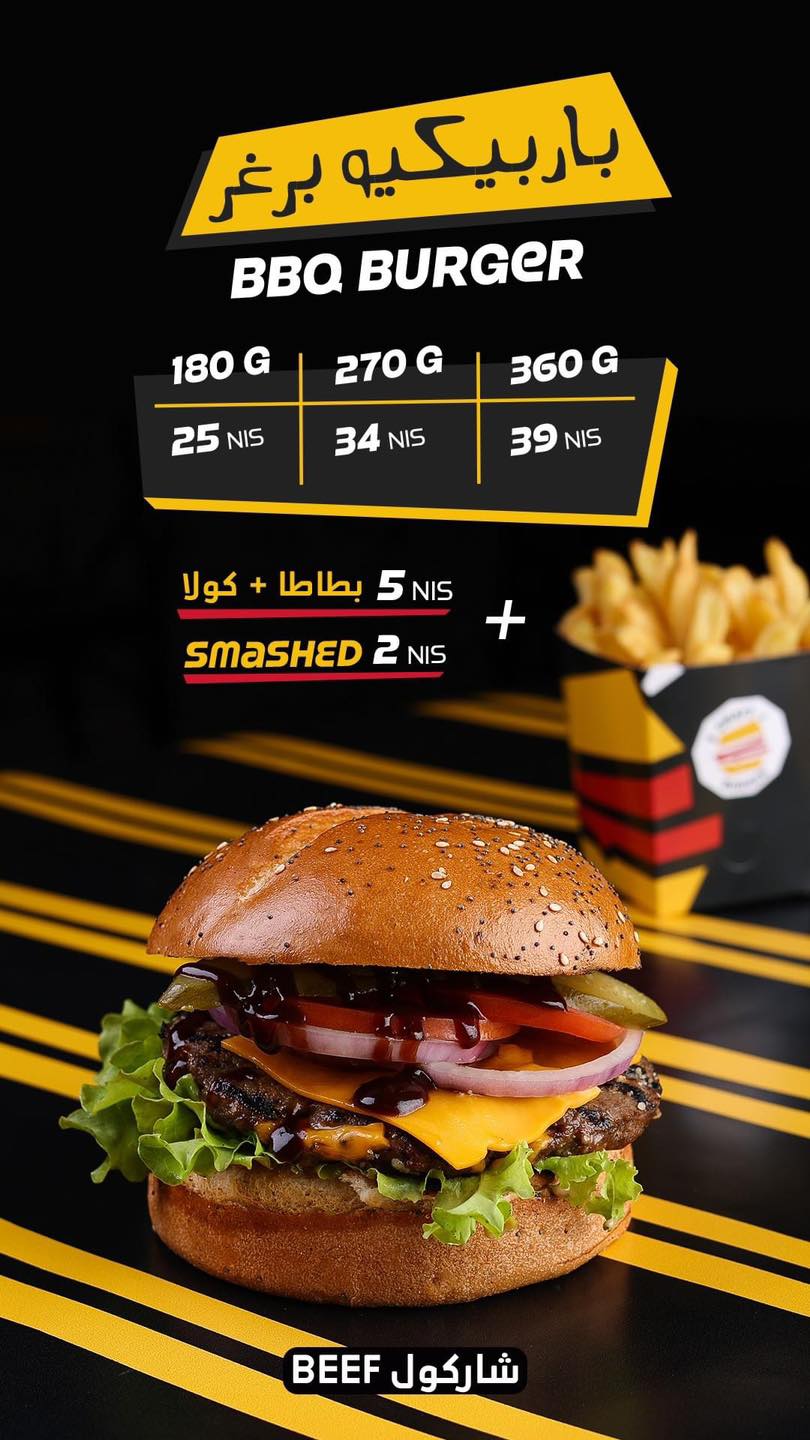 باربيكيو برغر
BBQ BURGER
180 G 270 G 360 G
25 NIS 34 NIS 39 NIS
بطاطا + كولا 5 NIS
+
SMASHED 2 NIS
شاركول BEEF